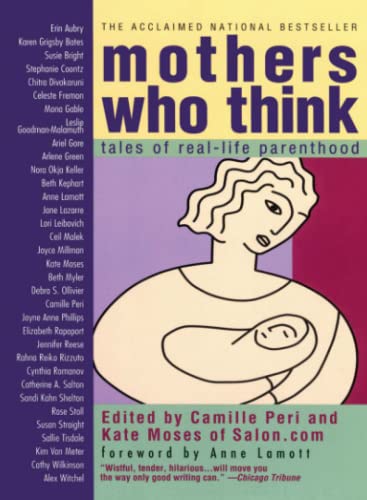 Erin Aubry
Karen Grigsby Bates
Susie Bright
Stephanie Coontz
Chitra Divakaruni
Celeste Fremon
Mona Gable
Leslie
Goodman-Malamuth
Ariel Gore
Arlene Green
Nora Okja Keller
Beth Kephart
Anne Lamott
Jane Lazarre
Lori Leibovich
Ceil Malek
Joyce Millman
Kate Moses
Beth Myler
Debra S. Ollivier
Camille Peri
Jayne Anne Phillips
Elizabeth Rapoport
Jennifer Reese
Rahna Reiko Rizzuto
Cynthia Romanov
Catherine A. Salton
Sandi Kahn Shelton
Rose Stoll
Susan Straight
Sallie Tisdale
Kim Van Meter
Cathy Wilkinson
Alex Witchel
THE ACCLAIMED NATIONAL BESTSELLER
mothers
who think
tales of real-life parenthood
Edited by Camille Peri and
Kate Moses of Salon.com
foreword by Anne Lamott
"Wistful, tender, hilarious...will move you
the way only good writing can." —Chicago Tribune